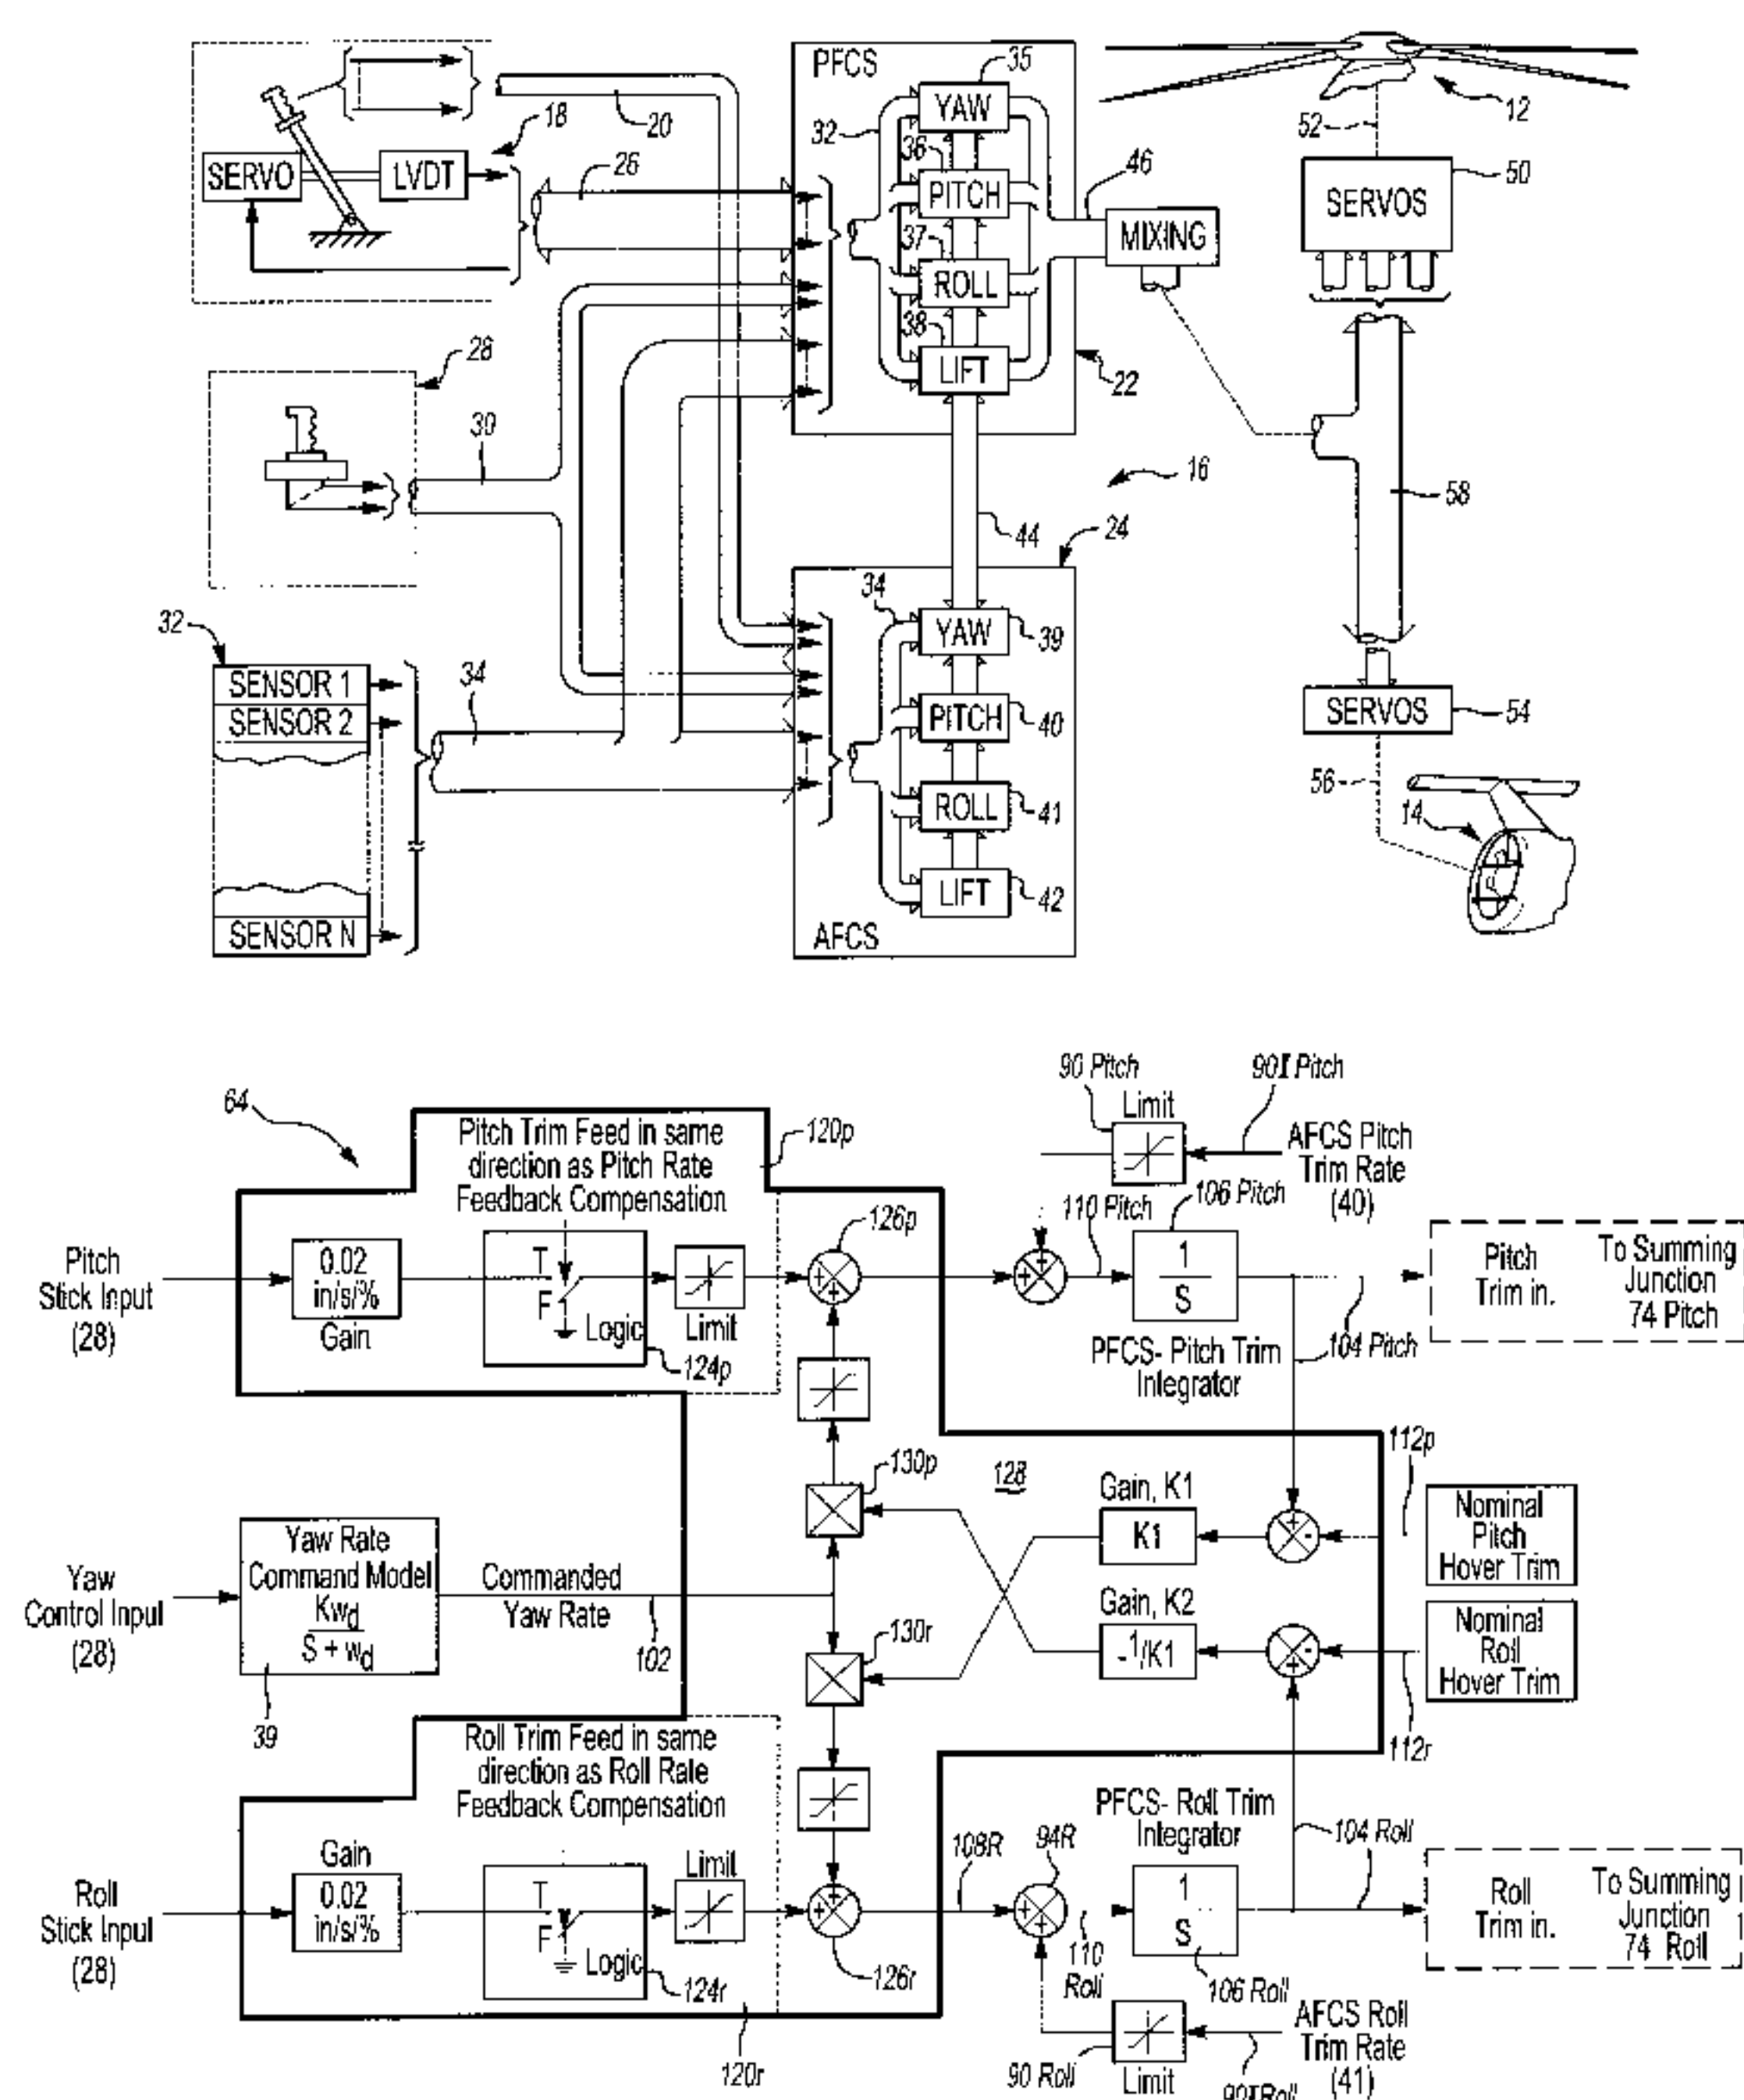 PFCS
35
YAW
12
18
20
32
52
SERVO
LVDT
26
36
PITCH
46
SERVOS
50
37
MIXING
ROLL
38
28
LIFT
22
30
16
58
44
24
32
34
YAW
39
SENSOR 1
34
SENSOR 2
PITCH
40
SERVOS
54
56
ROLL
41
14
LIFT
42
SENSOR N
AFCS
64
90 Pitch
Limit
AFCS Pitch
Trim Rate
(40)
Pitch Trim Feed in same
direction as Pitch Rate
Feedback Compensation
120p
110 Pitch
106 Pitch
126p
Pitch
Stick Input
(28)
0.02
in/s/%
Gain
T
F
Logic
Limit
124p
+
+
+
+
1
S
PFCS- Pitch Trim
Integrator
104 Pitch
Pitch
Trim in.
To Summing
Junction
74 Pitch
112p
130p
128
Gain, K1
K1
+
-
Nominal
Pitch
Hover Trim
Yaw
Control Input
(28)
Yaw Rate
Command Model
Kwd
S + wd
39
Commanded
Yaw Rate
102
130r
Gain, K2
-1/K1
-
+
Nominal
Roll
Hover Trim
112r
Roll Trim Feed in same
direction as Roll Rate
Feedback Compensation
PFCS- Roll Trim
Integrator
104 Roll
Roll
Stick Input
(28)
Gain
0.02
in/s/%
T
F
Logic
Limit
124r
+
+
126r
108R
94R
+
+
110
Roll
1
S
106 Roll
Roll
Trim in.
To Summing
Junction
74 Roll
120r
90 Roll
Limit
AFCS Roll
Trim Rate
(41)